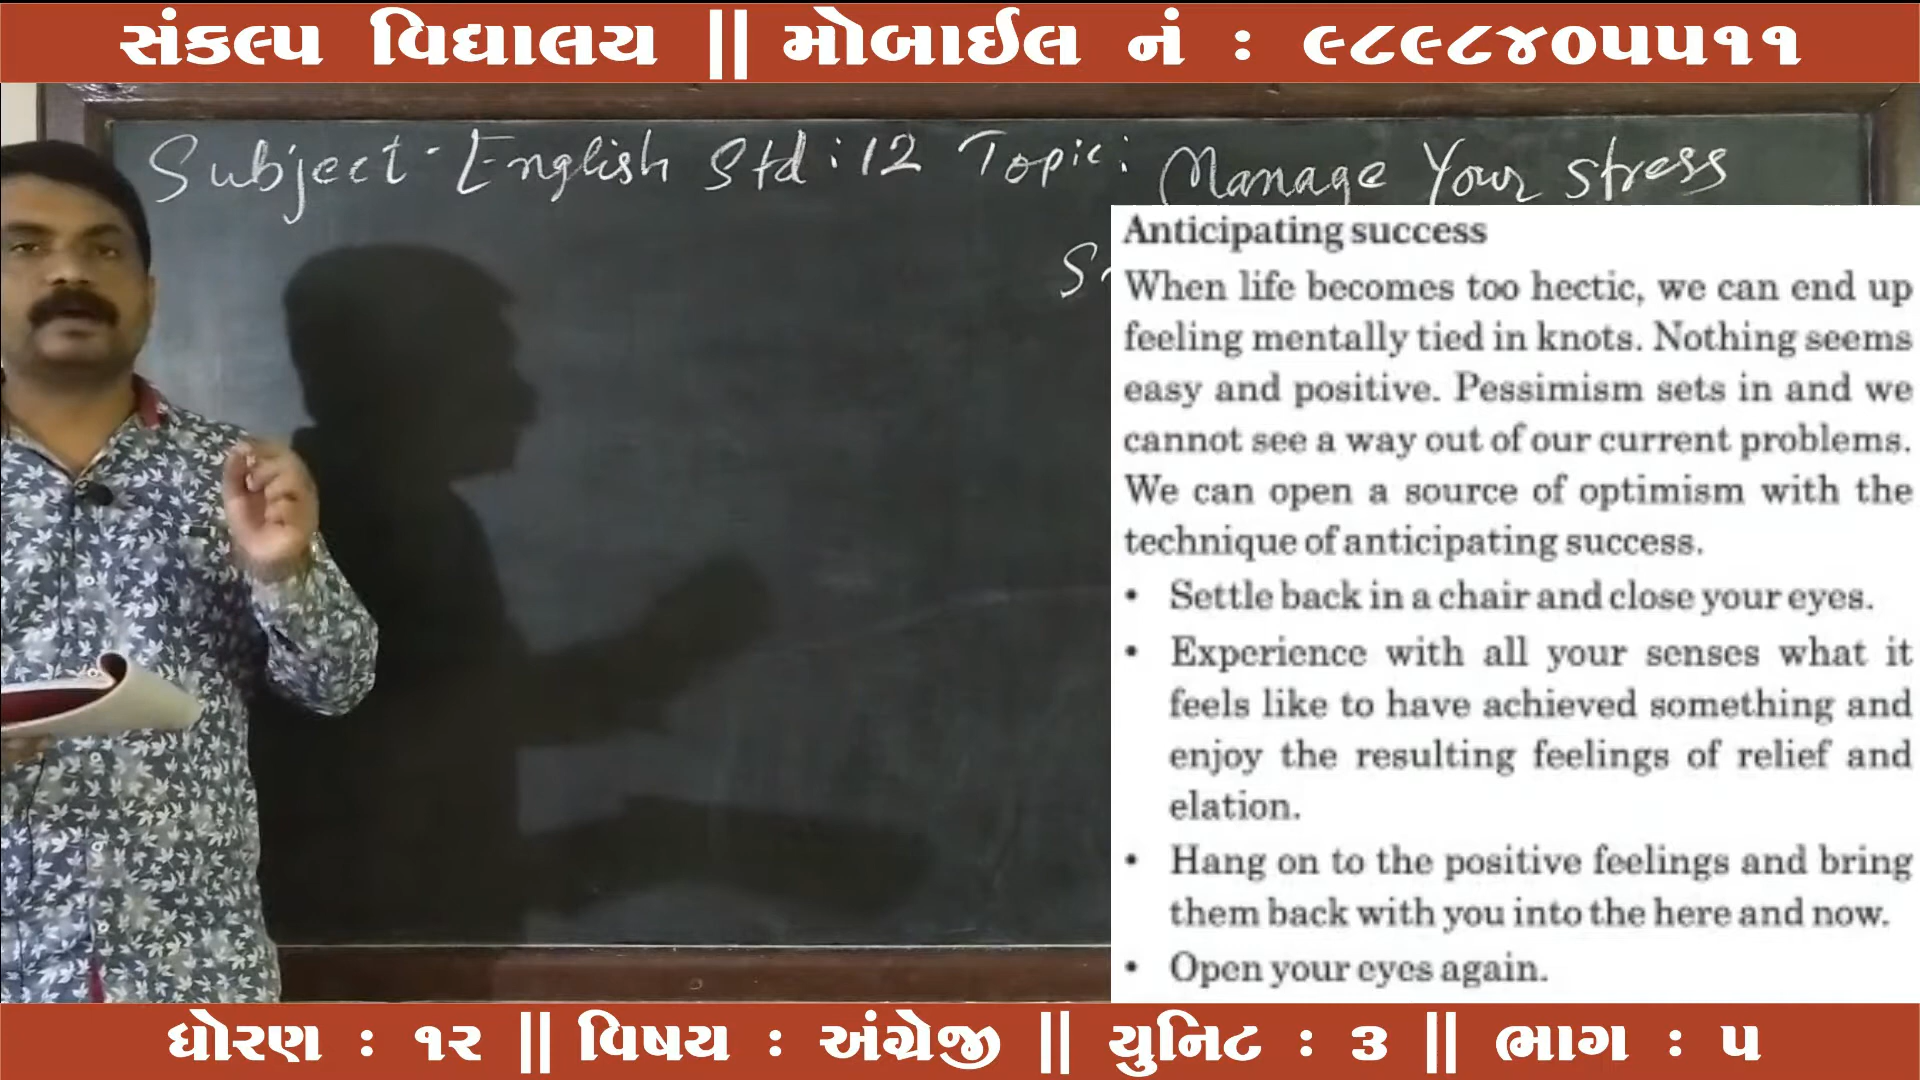 સંકલ્પ વિદ્યાલય || મોબાઈલ નં : ૯૮૯૮૪૦૫૫૧૧
Subject - English Std : 12 Topic : Manage Your stress
Anticipating success
When life becomes too hectic, we can end up
feeling mentally tied in knots. Nothing seems
easy and positive. Pessimism sets in and we
cannot see a way out of our current problems.
We can open a source of optimism with the
technique of anticipating success.
• Settle back in a chair and close your eyes.
• Experience with all your senses what it
feels like to have achieved something and
enjoy the resulting feelings of relief and
elation.
• Hang on to the positive feelings and bring
them back with you into the here and now.
• Open your eyes again.
ધોરણ : ૧૨ || વિષય : અંગ્રેજી || યુનિટ : ૩ || ભાગ : ૫